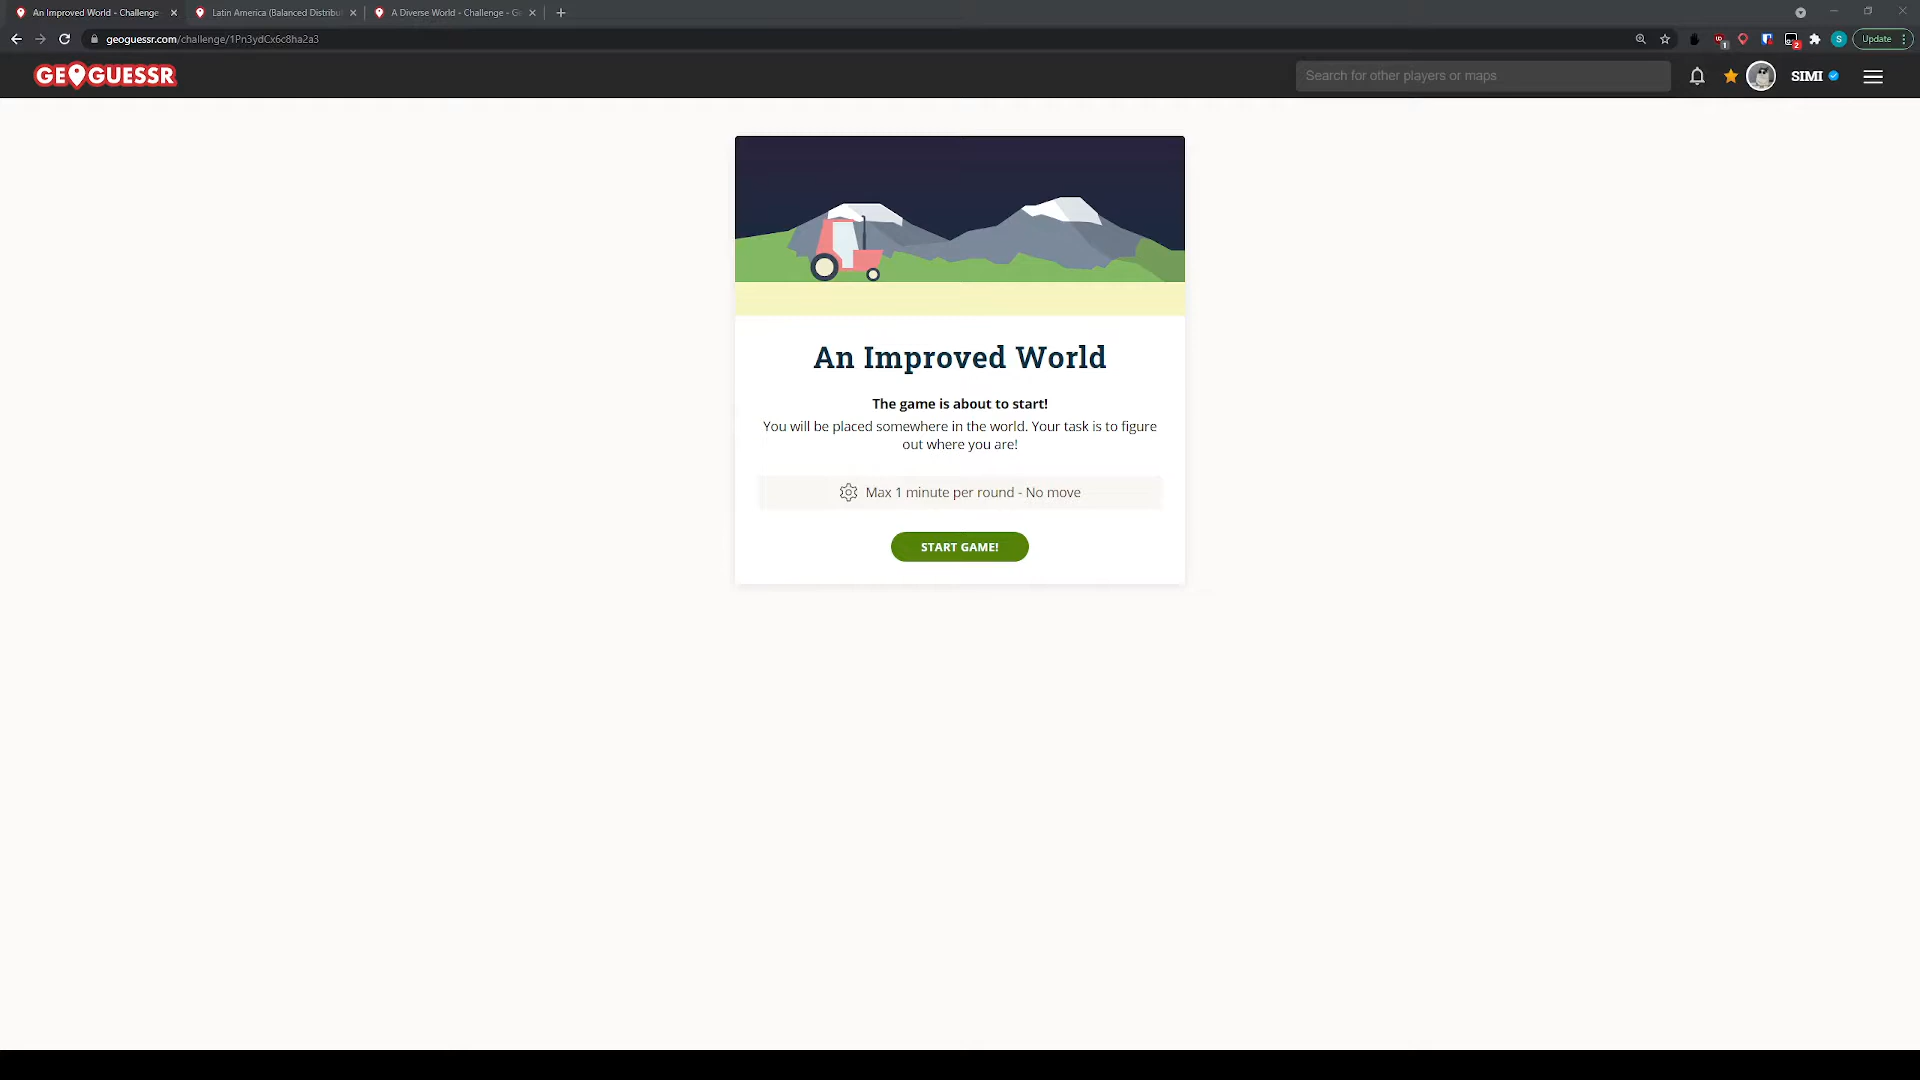 An Improved World - Challenge
Latin America (Balanced Distribu
A Diverse World - Challenge - G
geoguessr.com/challenge/1Pn3ydCx6c8ha2a3
1
2
S
Update
GEOGUESSR
Search for other players or maps
SIMI
An Improved World
The game is about to start!
You will be placed somewhere in the world. Your task is to figure
out where you are!
Max 1 minute per round - No move
START GAME!